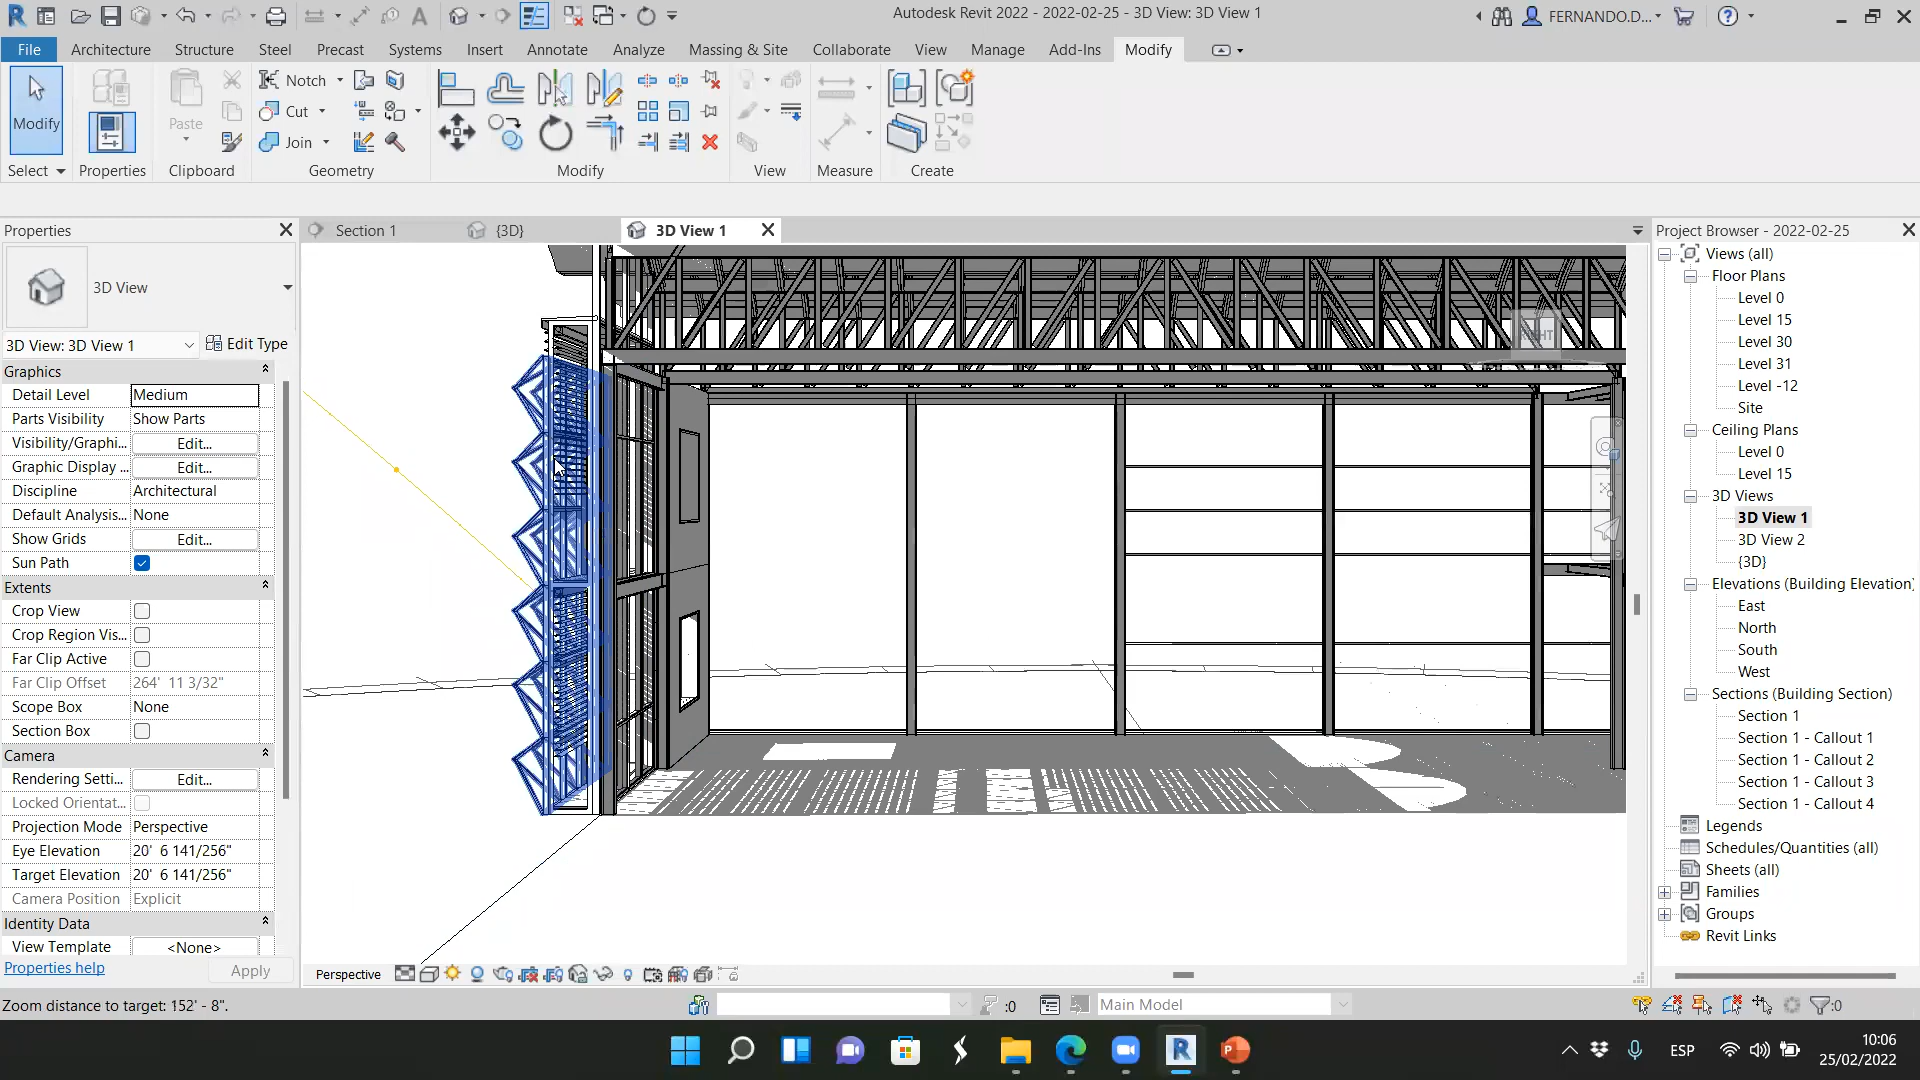 Autodesk Revit 2022 - 2022-02-25 - 3D View: 3D View 1
FERNANDO.D...
File Architecture Structure Steel Precast Systems Insert Annotate Analyze Massing & Site Collaborate View Manage Add-Ins Modify
Modify
Paste
Notch
Cut
Join
Select Properties Clipboard Geometry Modify View Measure Create
Properties
Section 1 {3D} 3D View 1
Project Browser - 2022-02-25
3D View
3D View: 3D View 1 Edit Type
Graphics
Detail Level Medium
Parts Visibility Show Parts
Visibility/Graphi... Edit...
Graphic Display ... Edit...
Discipline Architectural
Default Analysis... None
Show Grids Edit...
Sun Path
Extents
Crop View
Crop Region Vis...
Far Clip Active
Far Clip Offset 264' 11 3/32"
Scope Box None
Section Box
Camera
Rendering Setti... Edit...
Locked Orientat...
Projection Mode Perspective
Eye Elevation 20' 6 141/256"
Target Elevation 20' 6 141/256"
Camera Position Explicit
Identity Data
View Template <None>
Properties help Apply
RIGHT
Views (all)
Floor Plans
Level 0
Level 15
Level 30
Level 31
Level -12
Site
Ceiling Plans
Level 0
Level 15
3D Views
3D View 1
3D View 2
{3D}
Elevations (Building Elevation)
East
North
South
West
Sections (Building Section)
Section 1
Section 1 - Callout 1
Section 1 - Callout 2
Section 1 - Callout 3
Section 1 - Callout 4
Legends
Schedules/Quantities (all)
Sheets (all)
Families
Groups
Revit Links
Perspective
Zoom distance to target: 152' - 8".
:0
Main Model
:0
ESP
10:06
25/02/2022